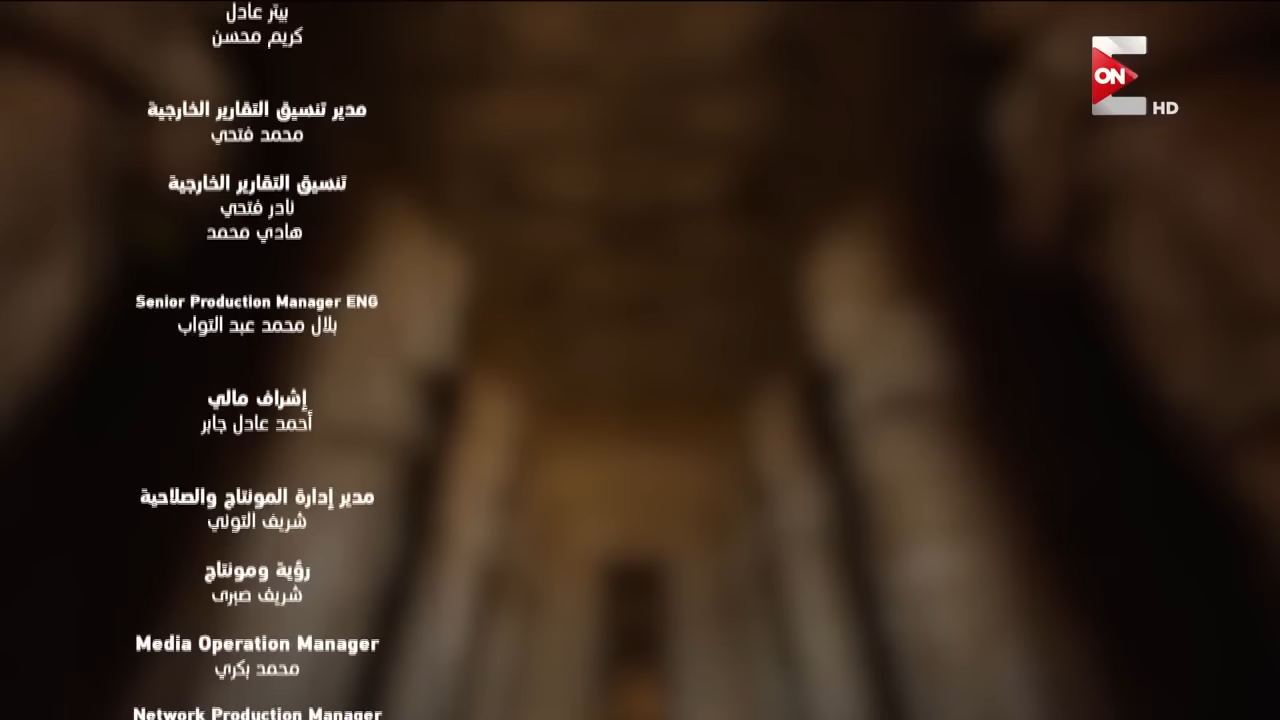 بيتر عادل
كريم محسن
مدير تنسيق التقارير الخارجية
محمد فتحي
تنسيق التقارير الخارجية
نادر فتحي
هادي محمد
Senior Production Manager ENG
بلال محمد عبد التواب
إشراف مالي
أحمد عادل جابر
مدير إدارة المونتاج والصلاحية
شريف التوني
رؤية ومونتاج
شريف صبرى
Media Operation Manager
محمد بكري
Network Production Manager
ON
E
HD